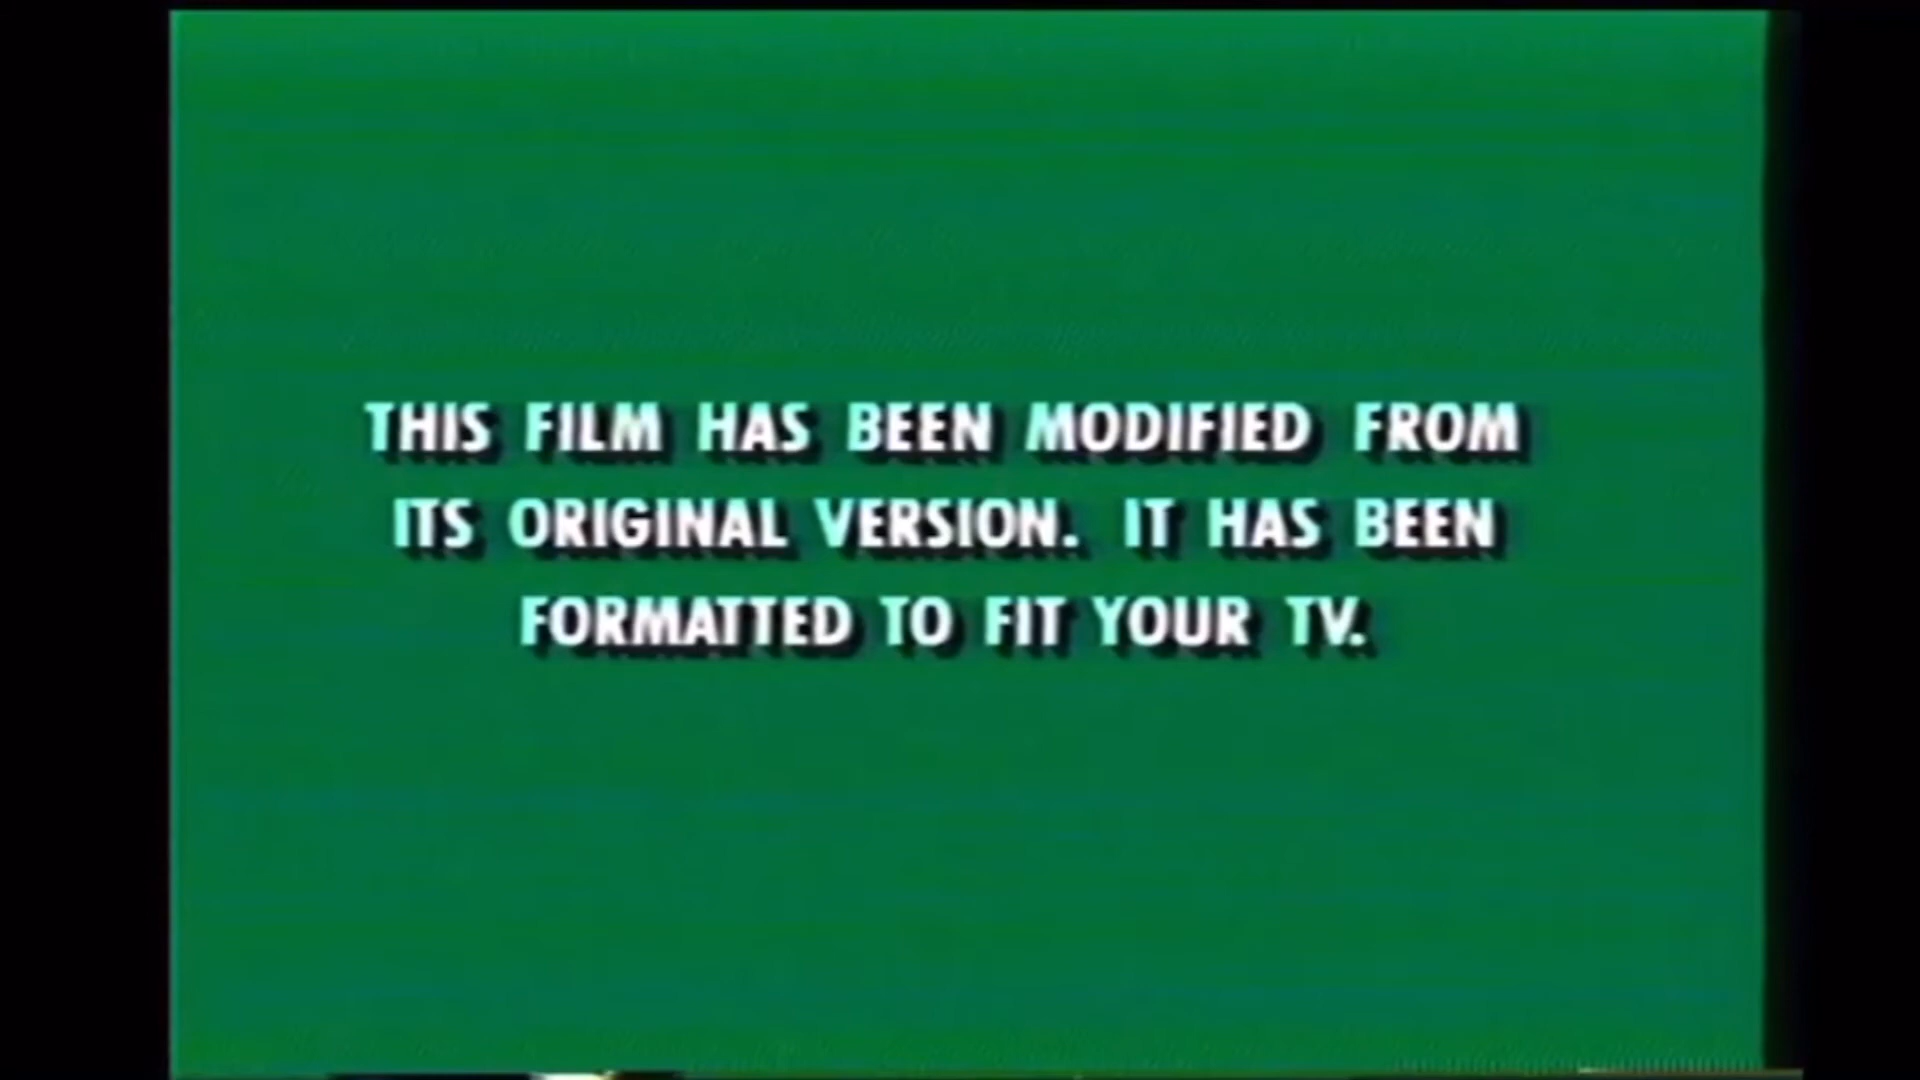 THIS FILM HAS BEEN MODIFIED FROM
ITS ORIGINAL VERSION. IT HAS BEEN
FORMATTED TO FIT YOUR TV.